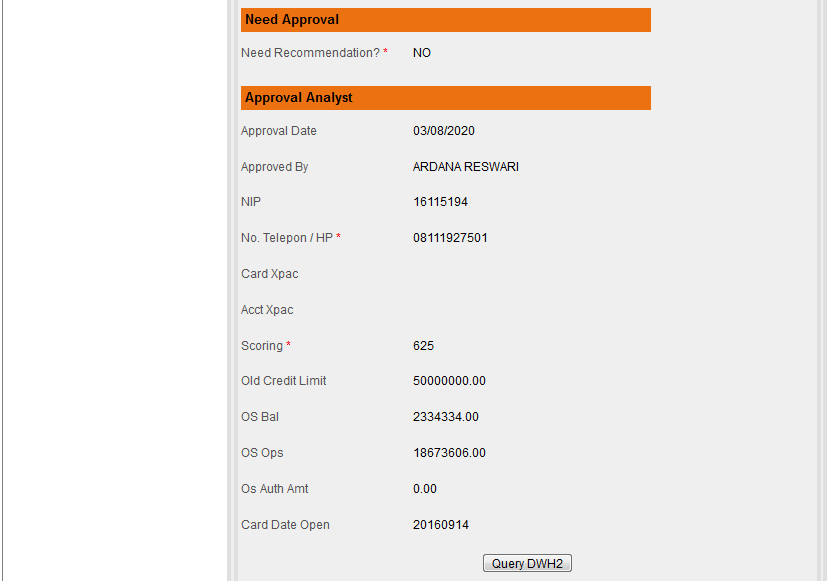 Need Approval
Need Recommendation? * NO
Approval Analyst
Approval Date 03/08/2020
Approved By ARDANA RESWARI
NIP 16115194
No. Telepon / HP * 08111927501
Card Xpac
Acct Xpac
Scoring * 625
Old Credit Limit 50000000.00
OS Bal 2334334.00
OS Ops 18673606.00
Os Auth Amt 0.00
Card Date Open 20160914
Query DWH2